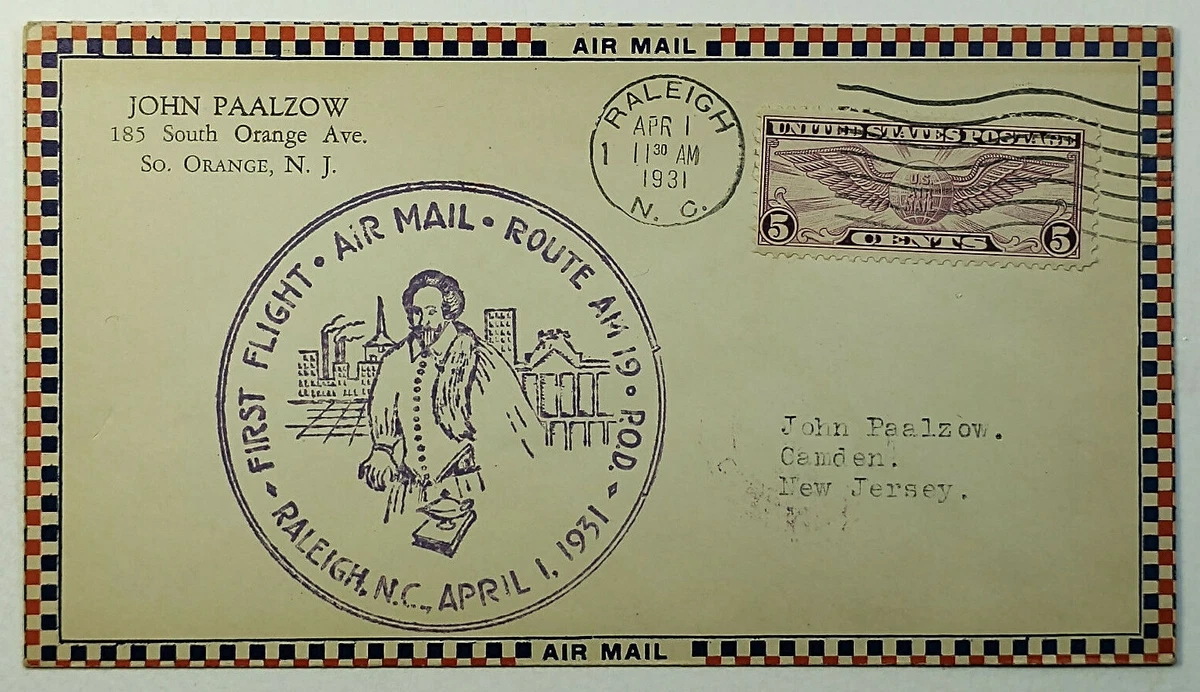 AIR MAIL
JOHN PAALZOW
185 South Orange Ave.
SO. ORANGE, N. J.
RALEIGH
APR 1
1 11 30 AM
1931
N. C.
UNITED STATES POSTAGE
U.S.
AIR
MAIL
5 CENTS 5
FIRST FLIGHT • AIR MAIL • ROUTE AM 19 • P.O.D.
RALEIGH, N.C., APRIL 1, 1931
John Paalzow.
Camden.
New Jersey.
AIR MAIL